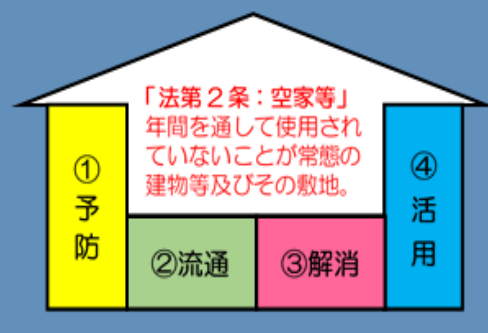 「法第２条：空家等」
年間を通して使用され
ていないことが常態の
建物等及びその敷地。
①予防
②流通
③解消
④活用